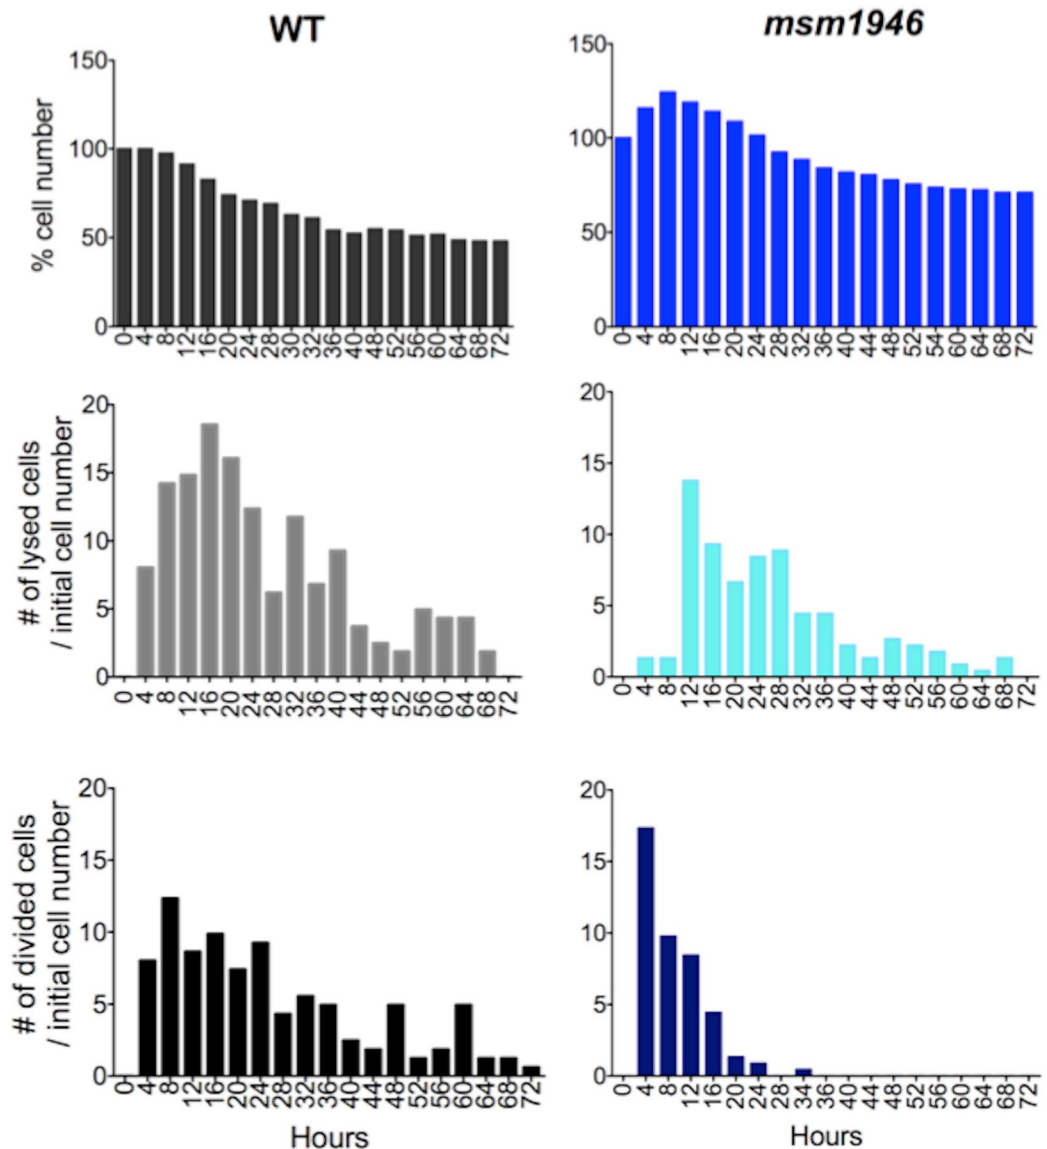 WT
msm1946
% cell number
150
100
50
0
0 4 8 12 16 20 24 28 30 32 36 40 48 52 56 60 64 68 72
150
100
50
0
0 4 8 12 16 20 24 28 32 36 40 44 48 52 54 60 64 68 72
# of lysed cells
/ initial cell number
20
15
10
5
0
0 4 8 12 16 20 24 28 32 36 40 44 48 52 56 60 64 68 72
20
15
10
5
0
0 4 8 12 16 20 24 28 32 36 40 44 48 52 56 60 64 68 72
# of divided cells
/ initial cell number
20
15
10
5
0
0 4 8 12 16 20 24 28 32 36 40 44 48 52 56 60 64 68 72
Hours
20
15
10
5
0
0 4 8 12 16 20 24 28 34 36 40 44 48 52 56 60 64 68 72
Hours